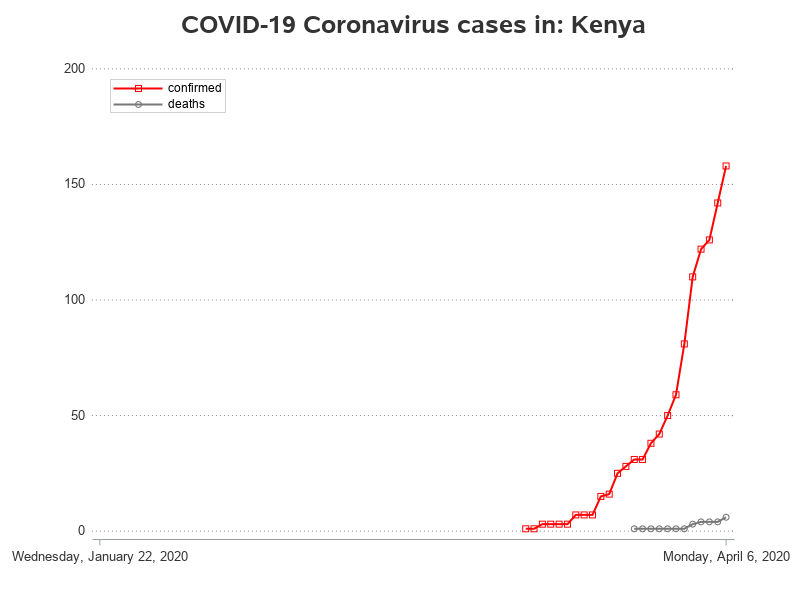 COVID-19 Coronavirus cases in: Kenya
200
confirmed
deaths
150
100
50
0
Wednesday, January 22, 2020
Monday, April 6, 2020